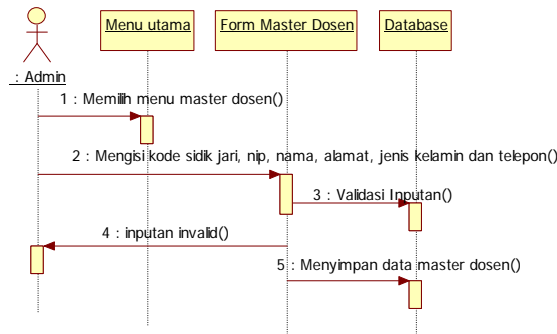 Menu utama
Form Master Dosen
Database
: Admin
1 : Memilih menu master dosen()
2 : Mengisi kode sidik jari, nip, nama, alamat, jenis kelamin dan telepon()
3 : Validasi Inputan()
4 : inputan invalid()
5 : Menyimpan data master dosen()